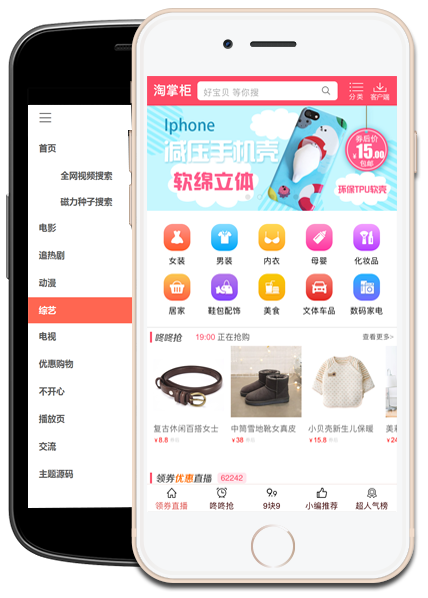 首页
全网视频搜索
磁力种子搜索
电影
追热剧
动漫
综艺
电视
优惠购物
不开心
播放页
交流
主题源码
淘掌柜
好宝贝 等你搜
分类
客户端
Iphone
减压手机壳
软绵立体
券后价
¥15.00
包邮
环保TPU软壳
女装
男装
内衣
母婴
化妆品
居家
鞋包配饰
美食
文体车品
数码家电
咚咚抢
19:00 正在抢购
查看更多>
复古休闲百搭女士
¥8.8
中筒雪地靴女真皮
¥38
小贝壳新生儿保暖
¥15.8
领券优惠直播
62242
领券直播
咚咚抢
9块9
小编推荐
超人气榜